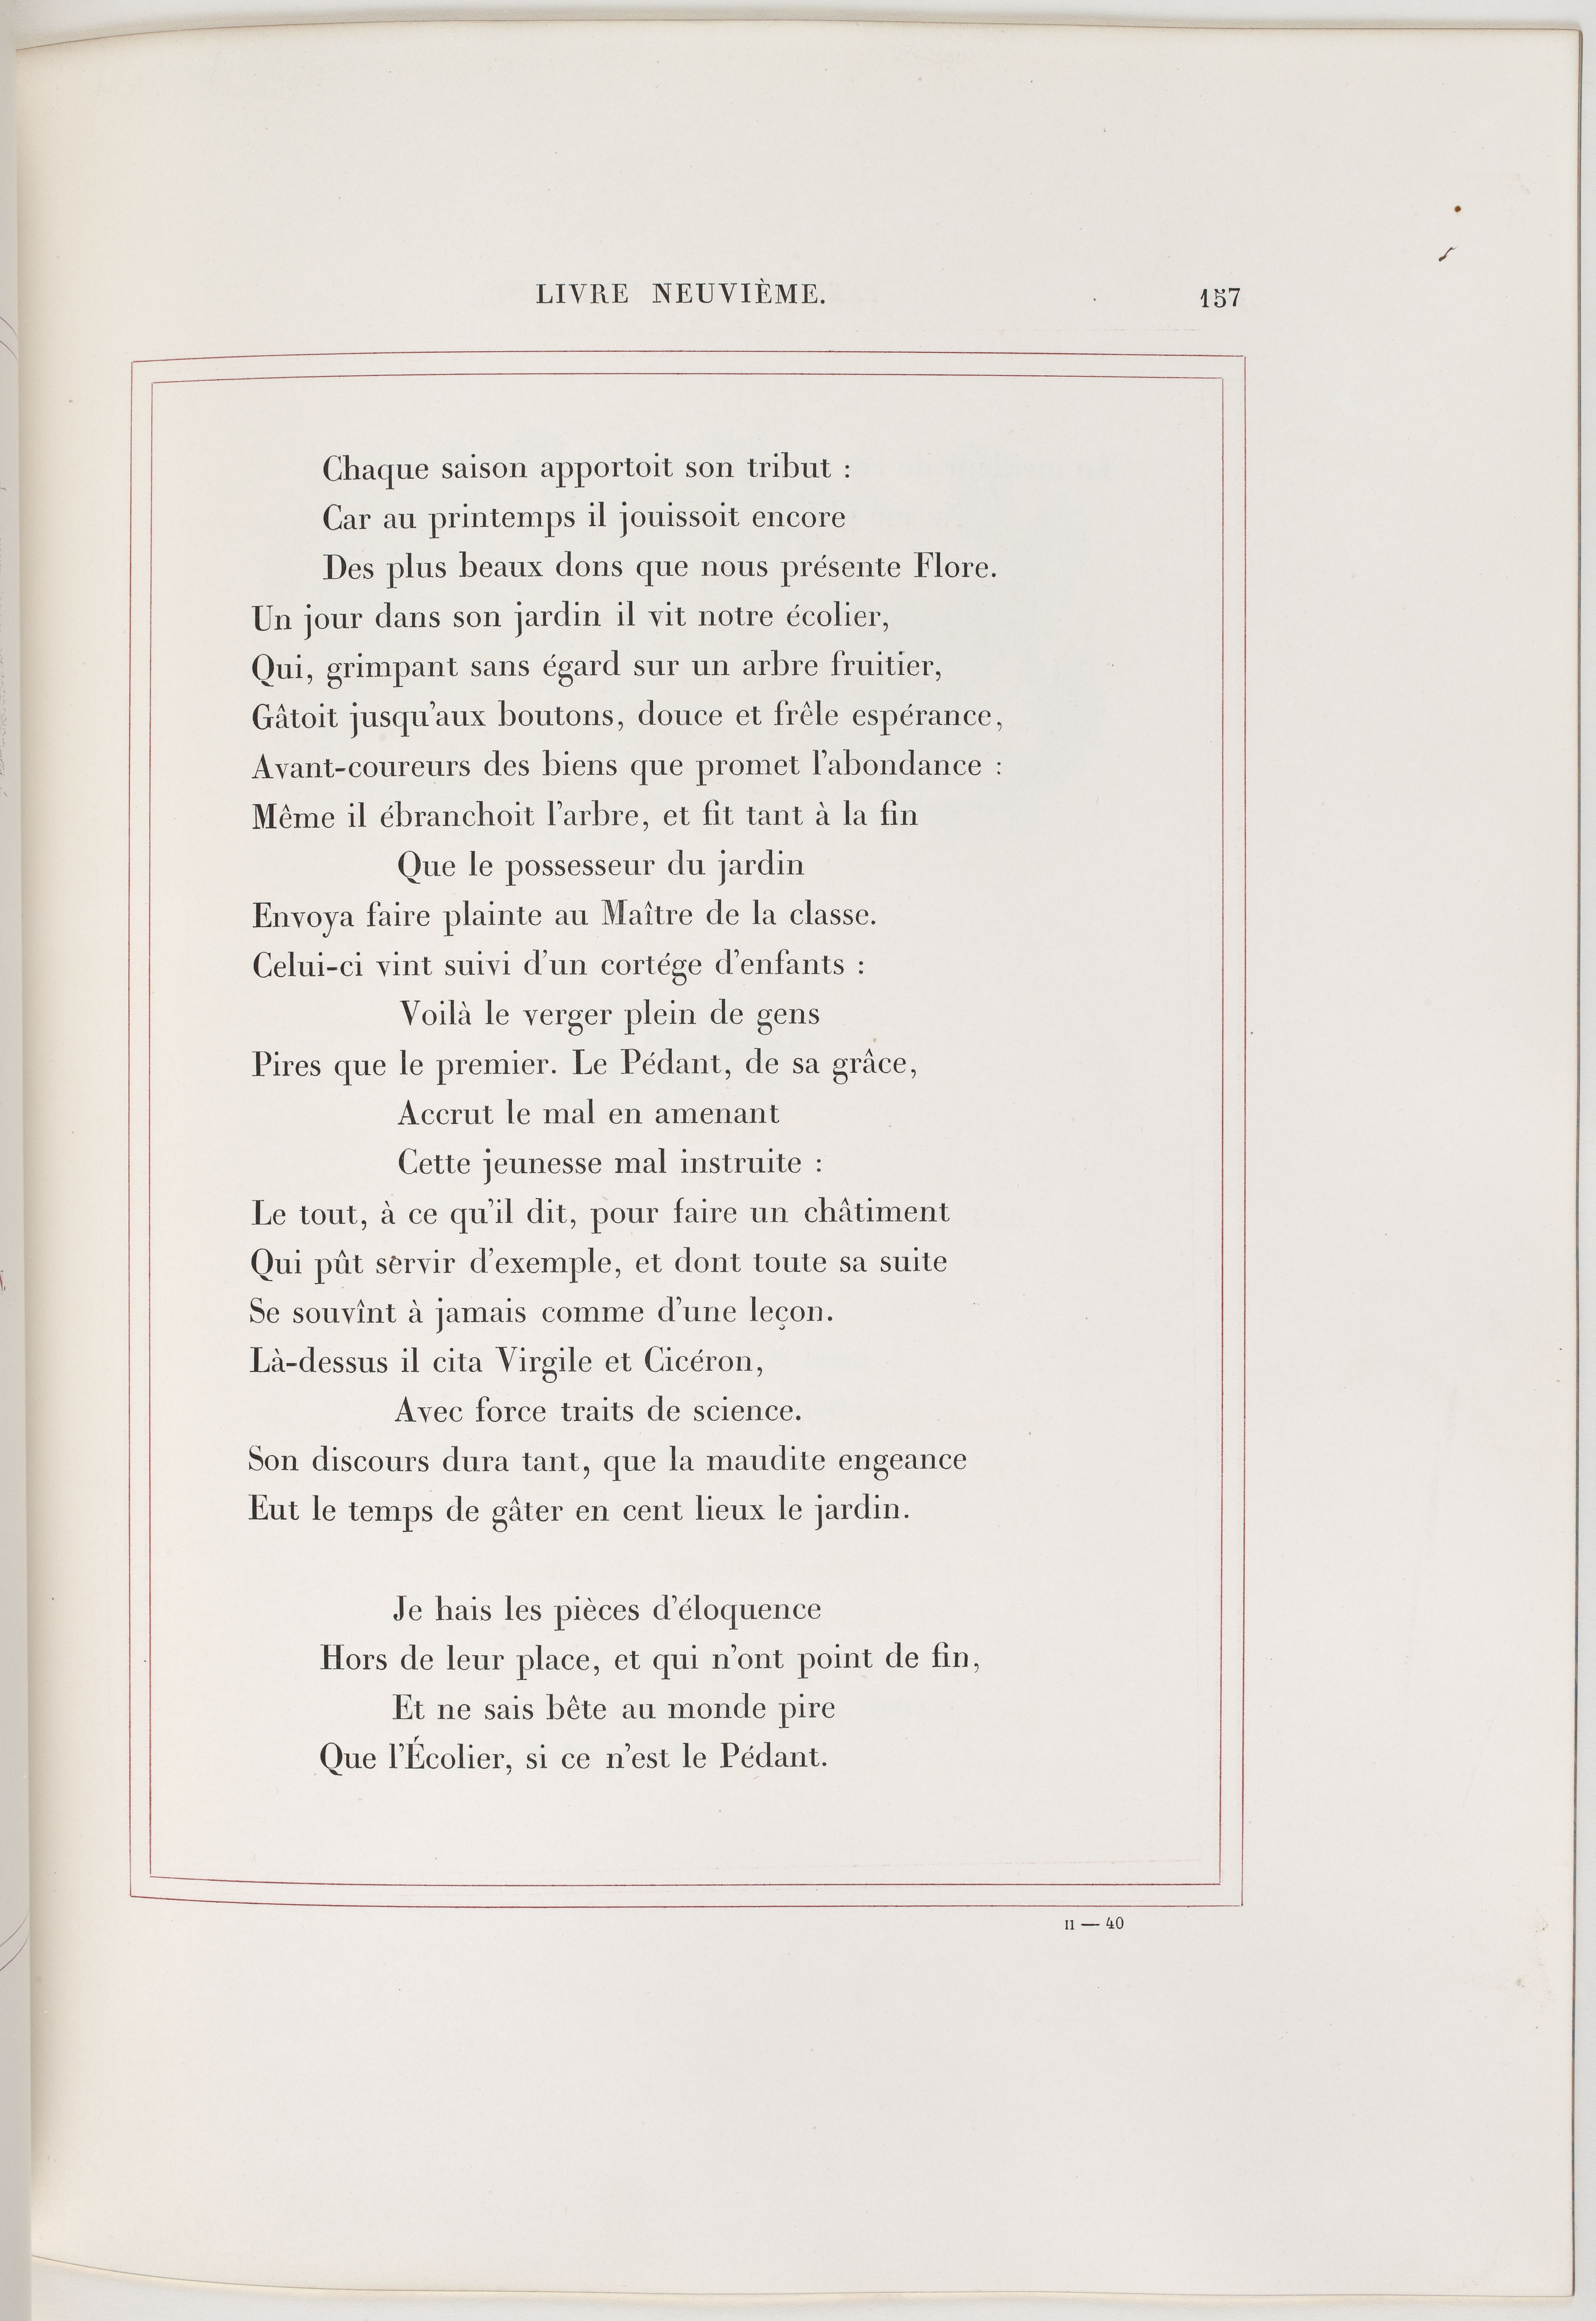 LIVRE NEUVIÈME.
157
Chaque saison apportoit son tribut :
Car au printemps il jouissoit encore
Des plus beaux dons que nous présente Flore.
Un jour dans son jardin il vit notre écolier,
Qui, grimpant sans égard sur un arbre fruitier,
Gâtoit jusqu'aux boutons, douce et frêle espérance,
Avant-coureurs des biens que promet l'abondance :
Même il ébranchoit l'arbre, et fit tant à la fin
Que le possesseur du jardin
Envoya faire plainte au Maître de la classe.
Celui-ci vint suivi d'un cortége d'enfants :
Voilà le verger plein de gens
Pires que le premier. Le Pédant, de sa grâce,
Accrut le mal en amenant
Cette jeunesse mal instruite :
Le tout, à ce qu'il dit, pour faire un châtiment
Qui pût servir d'exemple, et dont toute sa suite
Se souvînt à jamais comme d'une leçon.
Là-dessus il cita Virgile et Cicéron,
Avec force traits de science.
Son discours dura tant, que la maudite engeance
Eut le temps de gâter en cent lieux le jardin.
Je hais les pièces d'éloquence
Hors de leur place, et qui n'ont point de fin,
Et ne sais bête au monde pire
Que l'Écolier, si ce n'est le Pédant.
II — 40